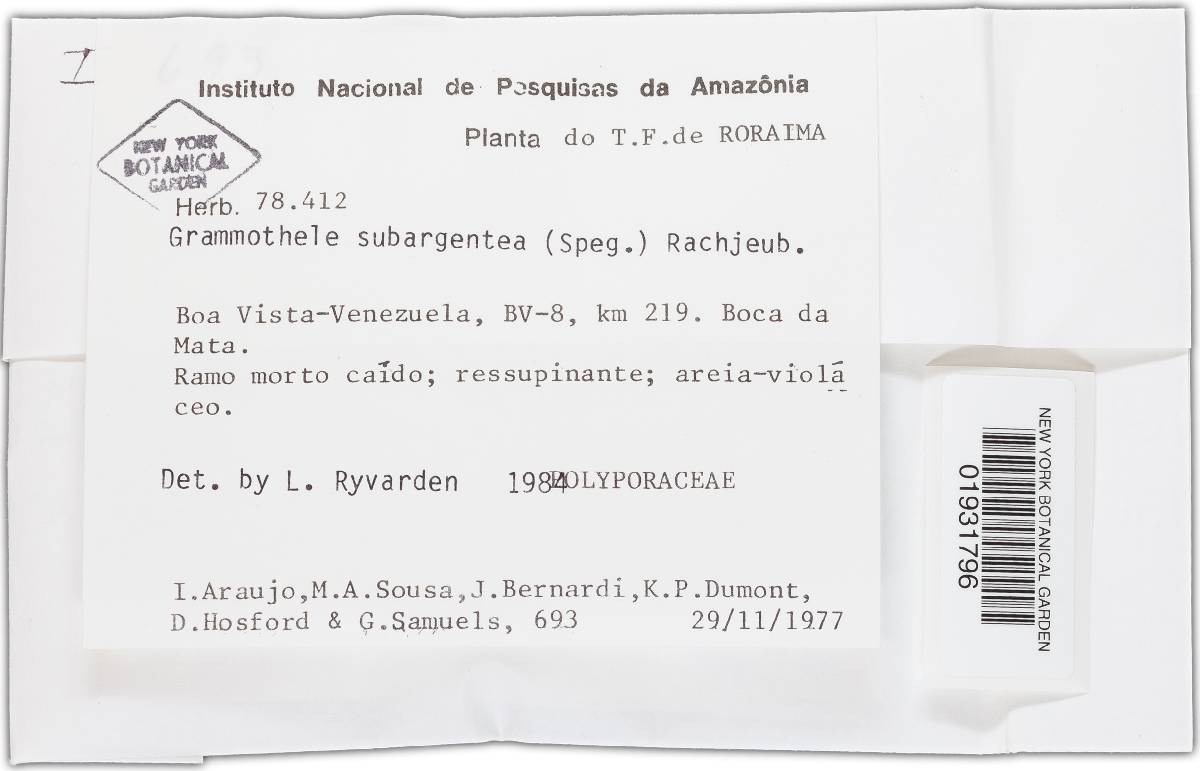 I
Instituto Nacional de Pesquisas da Amazônia
Planta do T.F.de RORAIMA
NEW YORK
BOTANICAL
GARDEN
Herb. 78.412
Grammothele subargentea (Speg.) Rachjeub.
Boa Vista-Venezuela, BV-8, km 219. Boca da
Mata.
Ramo morto caído; ressupinante; areia-violá
ceo.
Det. by L. Ryvarden 1984 POLYPORACEAE
I.Araujo,M.A.Sousa,J.Bernardi,K.P.Dumont,
D.Hosford & G.Samuels, 693 29/11/1977
NEW YORK BOTANICAL GARDEN
01931796